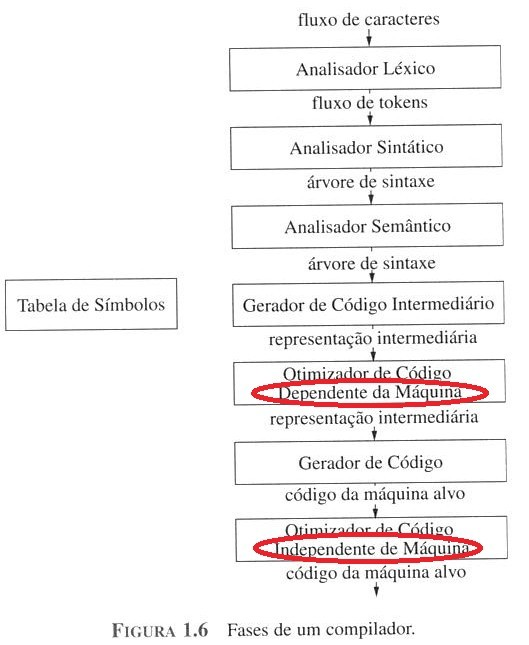 fluxo de caracteres
Analisador Léxico
fluxo de tokens
Analisador Sintático
árvore de sintaxe
Analisador Semântico
árvore de sintaxe
Tabela de Símbolos
Gerador de Código Intermediário
representação intermediária
Otimizador de Código
Dependente da Máquina
representação intermediária
Gerador de Código
código da máquina alvo
Otimizador de Código
Independente de Máquina
código da máquina alvo
FIGURA 1.6 Fases de um compilador.